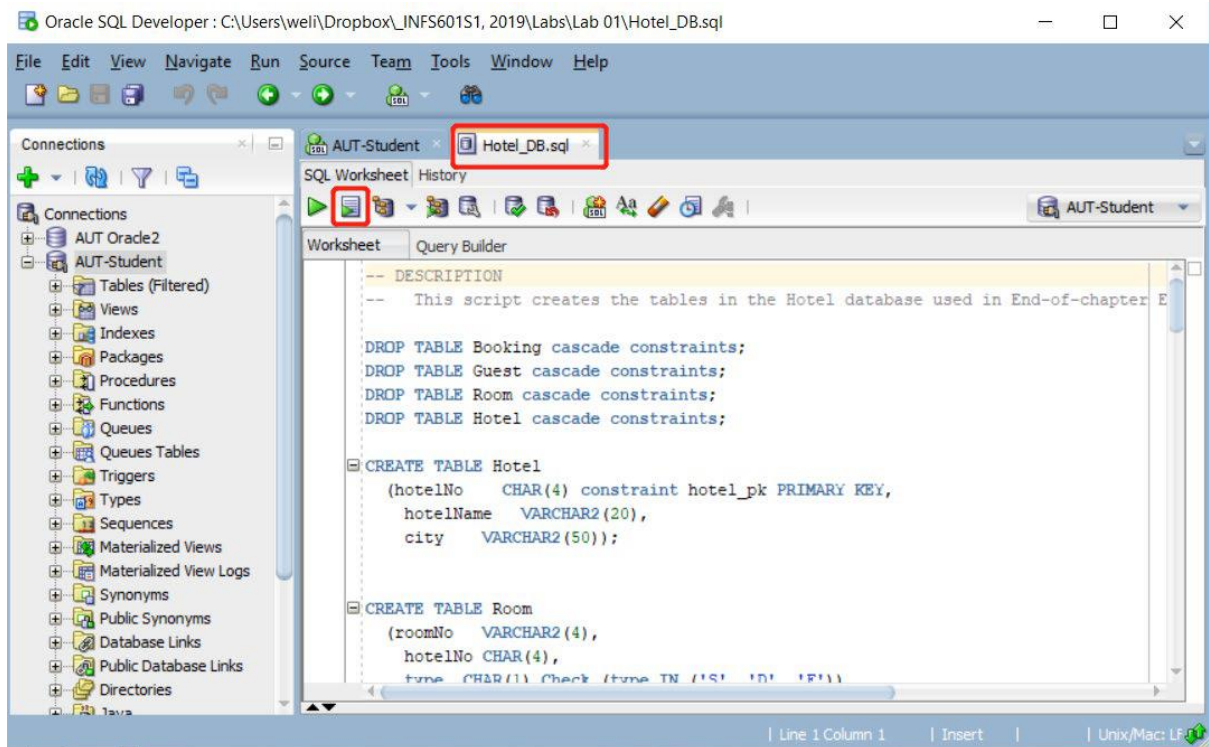 Oracle SQL Developer : C:\Users\weli\Dropbox\_INFS601S1, 2019\Labs\Lab 01\Hotel_DB.sql
File Edit View Navigate Run Source Team Tools Window Help
Connections
AUT-Student
Hotel_DB.sql
SQL Worksheet History
Connections
AUT Oracle2
AUT-Student
Tables (Filtered)
Views
Indexes
Packages
Procedures
Functions
Queues
Queues Tables
Triggers
Types
Sequences
Materialized Views
Materialized View Logs
Synonyms
Public Synonyms
Database Links
Public Database Links
Directories
Java
AUT-Student
Worksheet Query Builder
-- DESCRIPTION
-- This script creates the tables in the Hotel database used in End-of-chapter E
DROP TABLE Booking cascade constraints;
DROP TABLE Guest cascade constraints;
DROP TABLE Room cascade constraints;
DROP TABLE Hotel cascade constraints;
CREATE TABLE Hotel
(hotelNo CHAR(4) constraint hotel_pk PRIMARY KEY,
hotelName VARCHAR2(20),
city VARCHAR2(50));
CREATE TABLE Room
(roomNo VARCHAR2(4),
hotelNo CHAR(4),
type CHAR(1) Check (type IN ('S', 'D', 'F'))
Line 1 Column 1 | Insert | | Unix/Mac: LF